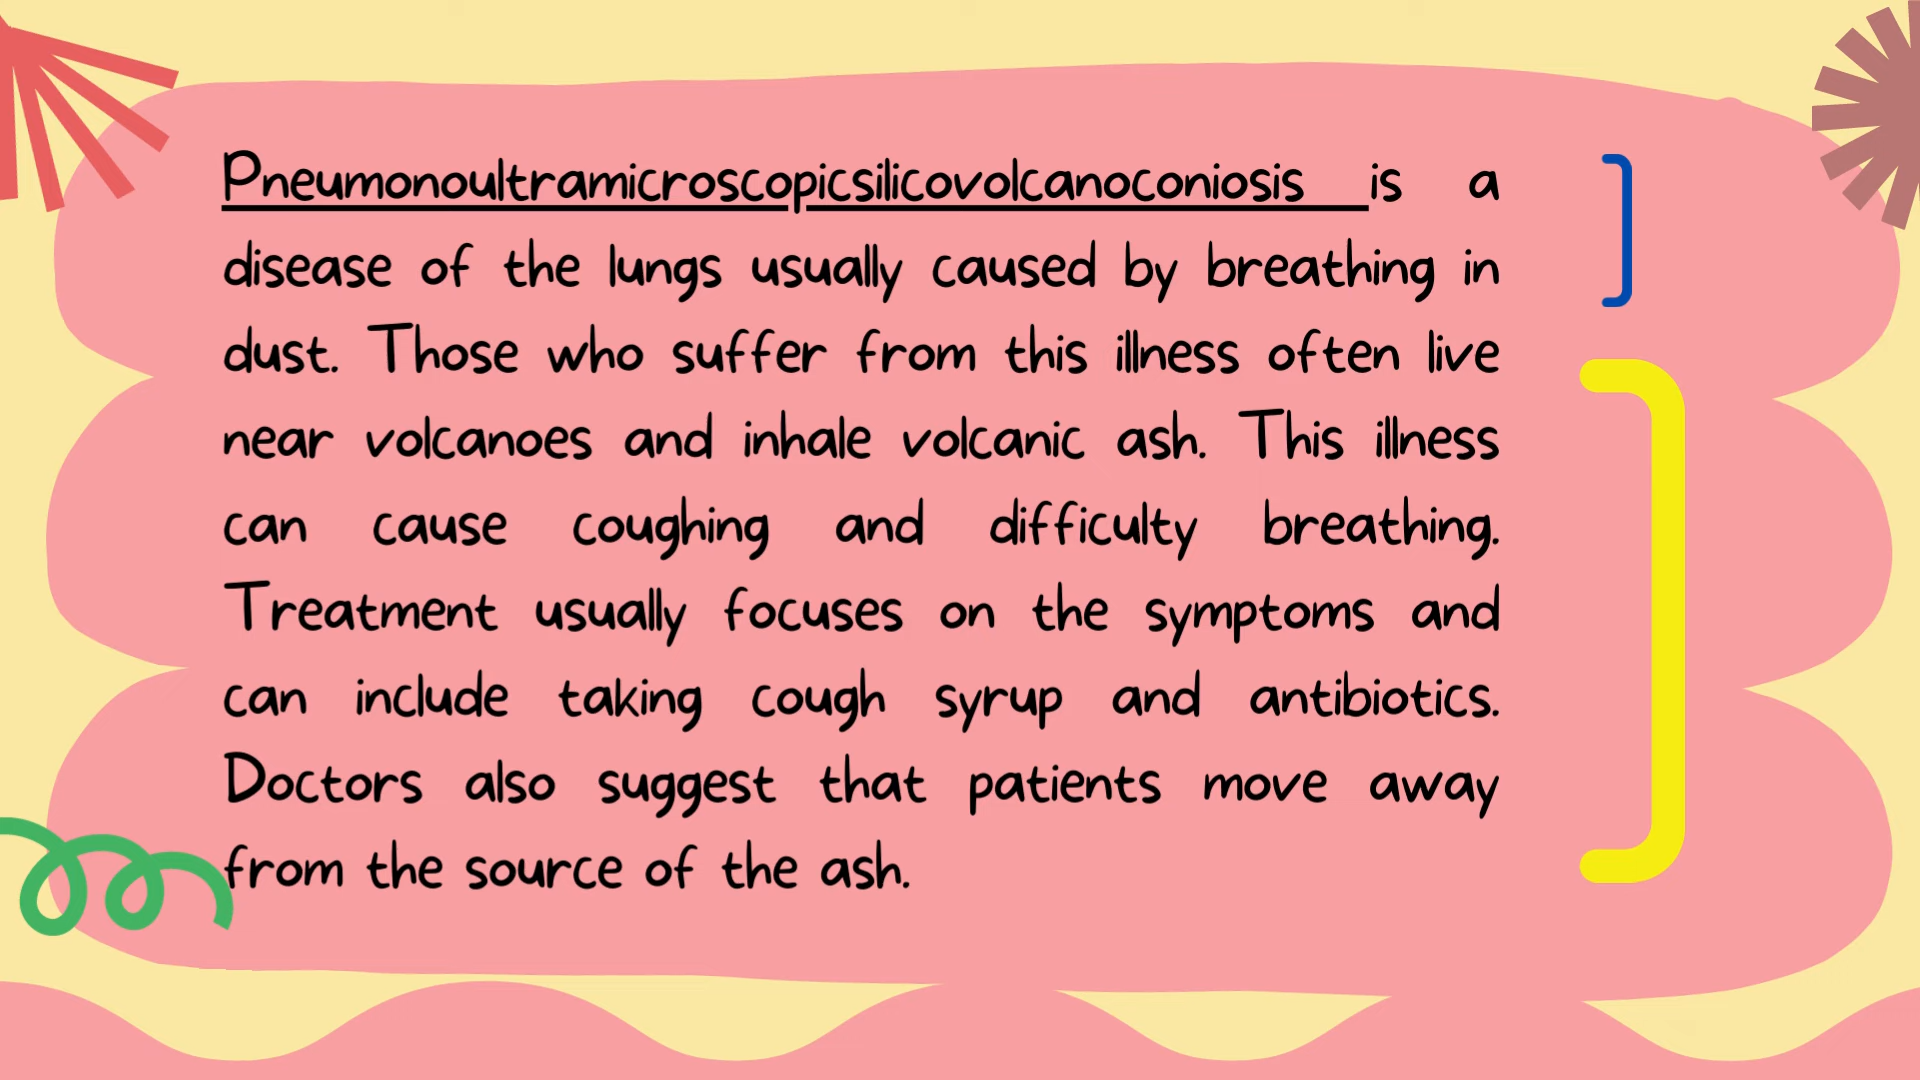 Pneumonoultramicroscopicsilicovolcanoconiosis is a
disease of the lungs usually caused by breathing in
dust. Those who suffer from this illness often live
near volcanoes and inhale volcanic ash. This illness
can cause coughing and difficulty breathing.
Treatment usually focuses on the symptoms and
can include taking cough syrup and antibiotics.
Doctors also suggest that patients move away
from the source of the ash.